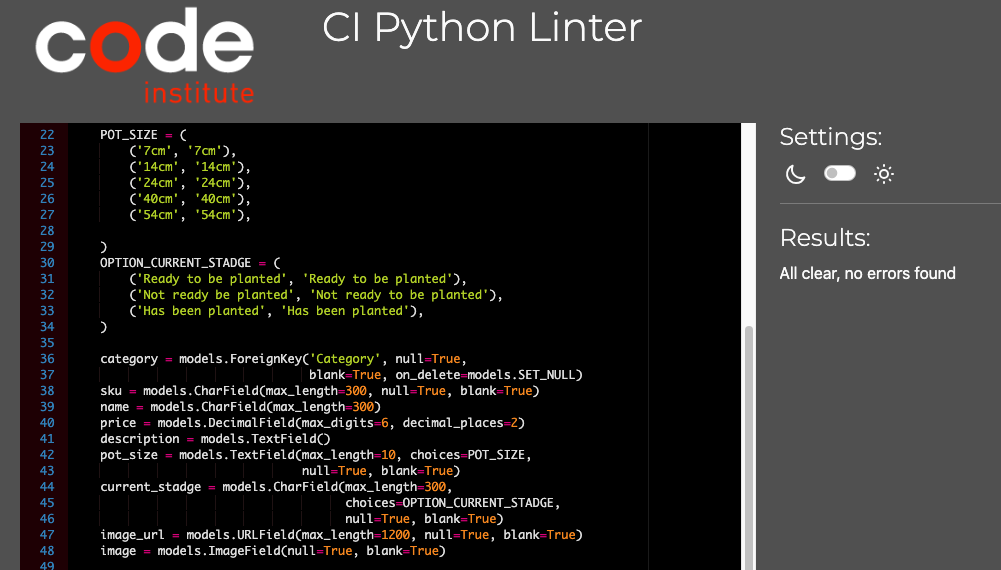 code
institute
CI Python Linter
22 POT_SIZE = (
23 ('7cm', '7cm'),
24 ('14cm', '14cm'),
25 ('24cm', '24cm'),
26 ('40cm', '40cm'),
27 ('54cm', '54cm'),
28
29 )
30 OPTION_CURRENT_STADGE = (
31 ('Ready to be planted', 'Ready to be planted'),
32 ('Not ready be planted', 'Not ready to be planted'),
33 ('Has been planted', 'Has been planted'),
34 )
35
36 category = models.ForeignKey('Category', null=True,
37 blank=True, on_delete=models.SET_NULL)
38 sku = models.CharField(max_length=300, null=True, blank=True)
39 name = models.CharField(max_length=300)
40 price = models.DecimalField(max_digits=6, decimal_places=2)
41 description = models.TextField()
42 pot_size = models.TextField(max_length=10, choices=POT_SIZE,
43 null=True, blank=True)
44 current_stadge = models.CharField(max_length=300,
45 choices=OPTION_CURRENT_STADGE,
46 null=True, blank=True)
47 image_url = models.URLField(max_length=1200, null=True, blank=True)
48 image = models.ImageField(null=True, blank=True)
49
Settings:
Results:
All clear, no errors found